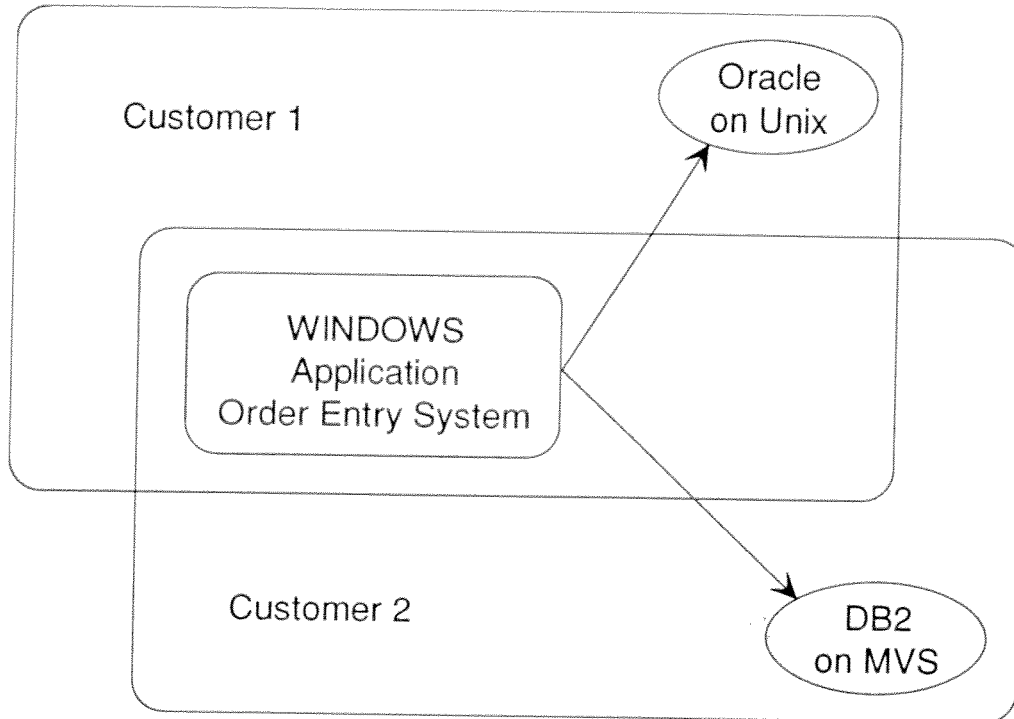 Oracle
on Unix
Customer 1
WINDOWS
Application
Order Entry System
Customer 2
DB2
on MVS